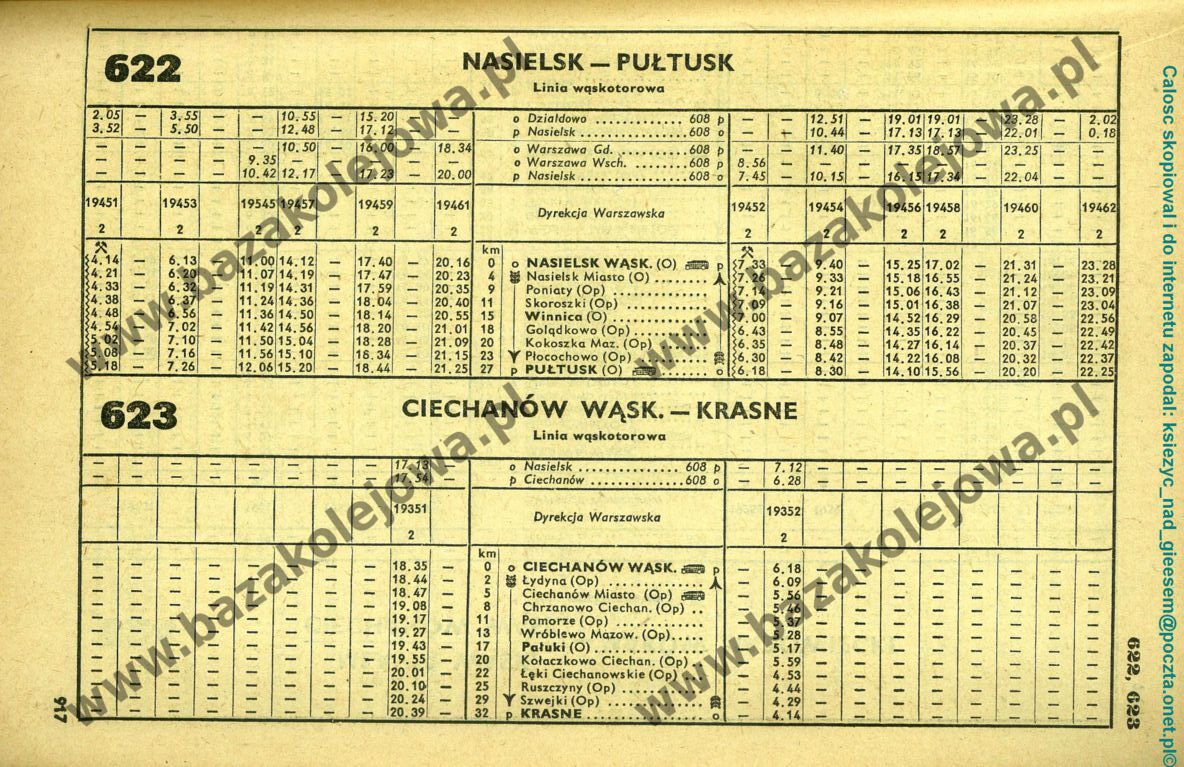 622 NASIELSK — PUŁTUSK
Linia wąskotorowa
2.05 — 3.55 — — 10.55 — 15.20 — — o Działdowo ............... 608 p — — 12.51 — 19.01 19.01 — 23.28 — 2.02
3.52 — 5.50 — — 12.48 — 17.12 — — p Nasielsk ................ 608 o — — 10.44 — 17.13 17.13 — 22.01 — 0.18
— — — — — 10.50 — 16.00 — 18.34 o Warszawa Gd. .......... 608 p — — 11.40 — 17.35 18.57 — 23.25 — —
— — — — 9.35 — — — — — o Warszawa Wsch. ........ 608 p 8.56 — — — — — — — — —
— — — — 10.42 12.17 — 17.23 — 20.00 p Nasielsk ................ 608 o 7.45 — 10.15 — 16.15 17.34 — 22.04 — —
19451 19453 19545 19457 19459 19461 Dyrekcja Warszawska 19452 19454 19456 19458 19460 19462
2 2 2 2 2 2 2 2 2 2 2 2
km
4.14 — 6.13 — 11.00 14.12 — 17.40 — 20.16 0 o NASIELSK WĄSK. (O) p 7.33 — 9.40 — 15.25 17.02 — 21.31 — 23.28
4.21 — 6.20 — 11.07 14.19 — 17.47 — 20.23 4 Nasielsk Miasto (O) ........ 7.26 — 9.33 — 15.18 16.55 — 21.24 — 23.21
4.33 — 6.32 — 11.19 14.31 — 17.59 — 20.35 9 Poniaty (Op) .............. 7.14 — 9.21 — 15.06 16.43 — 21.12 — 23.09
4.38 — 6.37 — 11.24 14.36 — 18.04 — 20.40 11 Skoroszki (Op) ............ 7.09 — 9.16 — 15.01 16.38 — 21.07 — 23.04
4.48 — 6.56 — 11.36 14.50 — 18.14 — 20.55 15 Winnica (O) .............. 7.00 — 9.07 — 14.52 16.29 — 20.58 — 22.56
4.54 — 7.02 — 11.42 14.56 — 18.20 — 21.01 18 Golądkowo (Op) .......... 6.43 — 8.55 — 14.35 16.22 — 20.45 — 22.49
5.02 — 7.10 — 11.50 15.04 — 18.28 — 21.09 20 Kokoszka Maz. (Op) ...... 6.35 — 8.48 — 14.27 16.14 — 20.37 — 22.42
5.08 — 7.16 — 11.56 15.10 — 18.34 — 21.15 23 Płocochowo (Op) ........ 6.30 — 8.42 — 14.22 16.08 — 20.32 — 22.37
5.18 — 7.26 — 12.06 15.20 — 18.44 — 21.25 27 p PUŁTUSK (O) ....... o 6.18 — 8.30 — 14.10 15.56 — 20.20 — 22.25
623 CIECHANÓW WĄSK. — KRASNE
Linia wąskotorowa
— — — — — — — — 17.13 — o Nasielsk ................ 608 p — 7.12 — — — — — — — —
— — — — — — — — 17.54 — p Ciechanów .............. 608 o — 6.28 — — — — — — — —
19351 Dyrekcja Warszawska 19352
2 2
km
— — — — — — — — 18.35 — 0 o CIECHANÓW WĄSK. p — 6.18 — — — — — — — —
— — — — — — — — 18.44 — 2 Łydyna (Op) .............. — 6.09 — — — — — — — —
— — — — — — — — 18.47 — 5 Ciechanów Miasto (Op) — 5.56 — — — — — — — —
— — — — — — — — 19.08 — 8 Chrzanowo Ciechan. (Op) .. — 5.46 — — — — — — — —
— — — — — — — — 19.17 — 11 Pomorze (Op) ............ — 5.37 — — — — — — — —
— — — — — — — — 19.27 — 13 Wróblewo Mazow. (Op)..... — 5.28 — — — — — — — —
— — — — — — — — 19.43 — 17 Pałuki (O) ................ — 5.17 — — — — — — — —
— — — — — — — — 19.55 — 20 Kołaczkowo Ciechan. (Op) .. — 5.59 — — — — — — — —
— — — — — — — — 20.01 — 22 Łęki Ciechanowskie (Op) .... — 4.53 — — — — — — — —
— — — — — — — — 20.10 — 25 Ruszczyny (Op) ............ — 4.44 — — — — — — — —
— — — — — — — — 20.24 — 29 Szwejki (Op) .............. — 4.29 — — — — — — — —
— — — — — — — — 20.39 — 32 p KRASNE .................. o — 4.14 — — — — — — — —
917
622, 623
Calosc skopiowal i do internetu zapodal: ksiezyc_nad_gieesem@poczta.onet.pl©
www.bazakolejowa.pl
www.bazakolejowa.pl
www.bazakolejowa.pl
www.bazakolejowa.pl